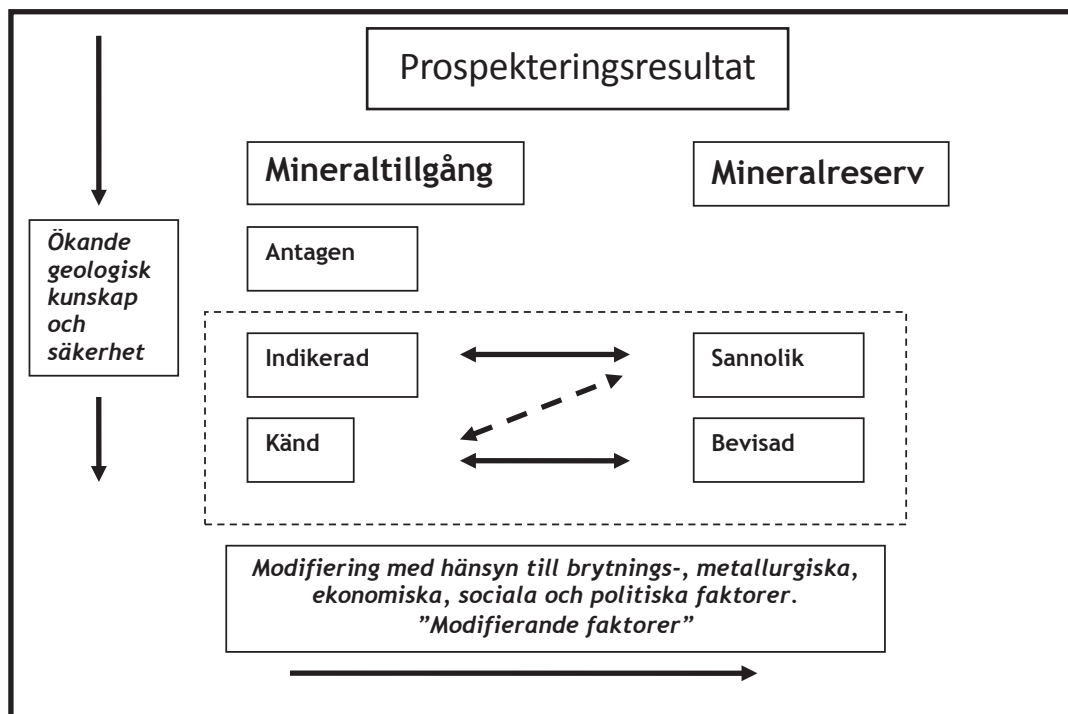 Prospekteringsresultat
Mineraltillgång
Mineralreserv
Ökande
geologisk
kunskap
och
säkerhet
Antagen
Indikerad
Sannolik
Känd
Bevisad
Modifiering med hänsyn till brytnings-, metallurgiska,
ekonomiska, sociala och politiska faktorer.
”Modifierande faktorer”